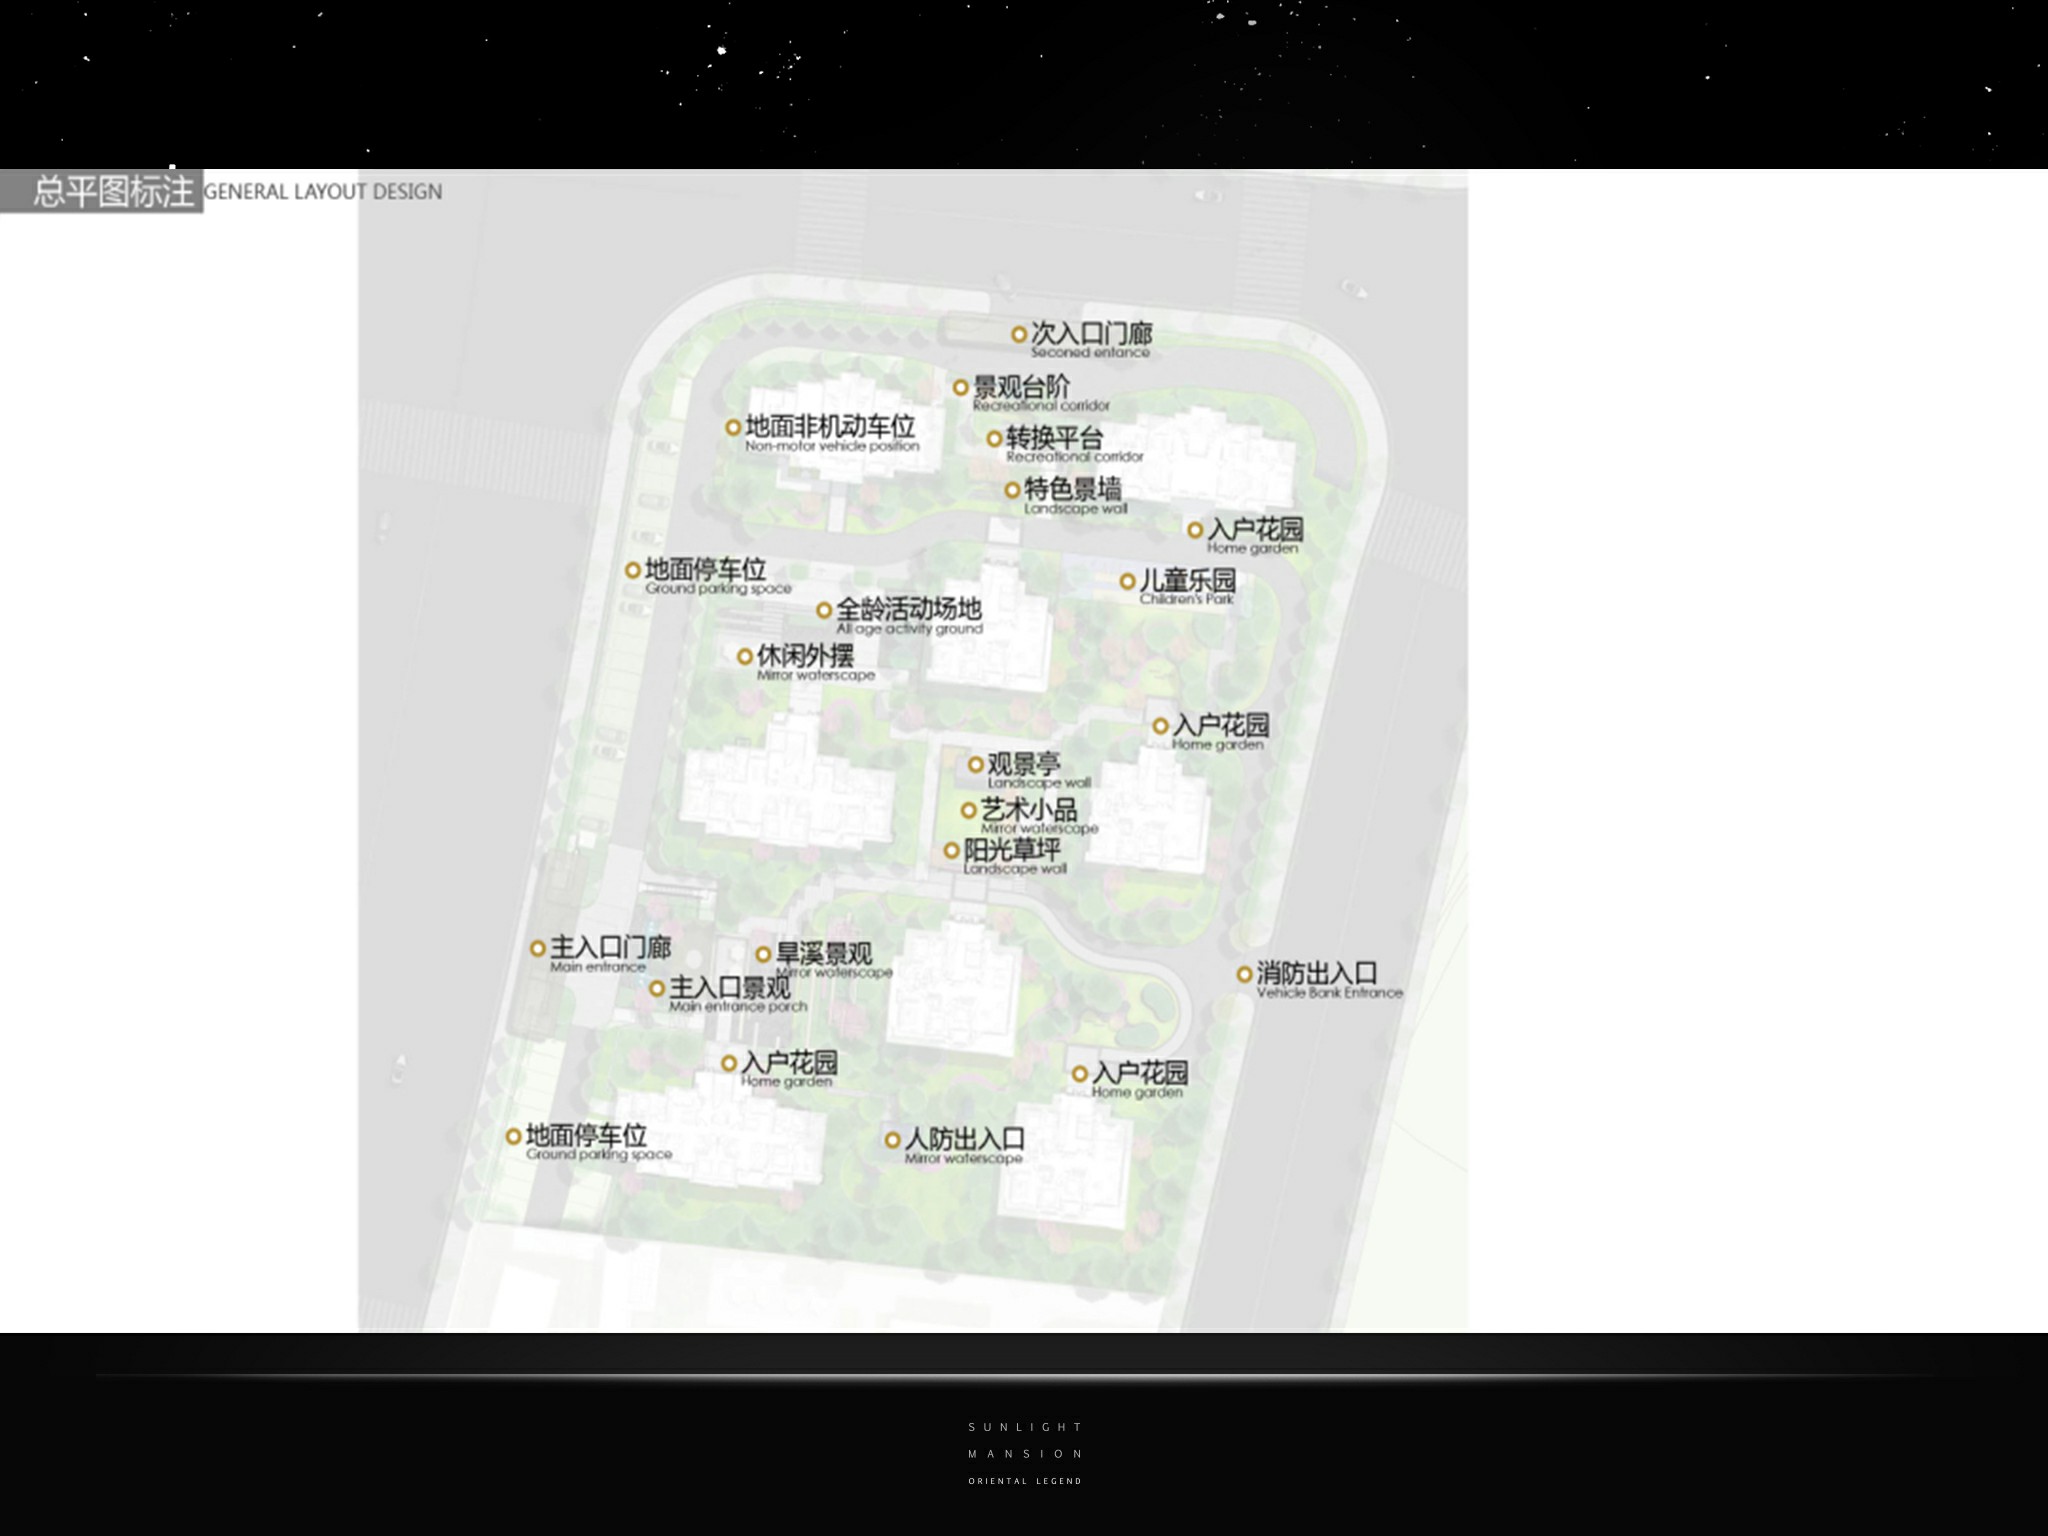 总平图标注 GENERAL LAYOUT DESIGN
次入口门廊
Seconed entance
景观台阶
Recreational corridor
地面非机动车位
Non-motor vehicle position
转换平台
Recreational corridor
特色景墙
Landscape wall
入户花园
Home garden
地面停车位
Ground parking space
儿童乐园
Children's Park
全龄活动场地
All age activity ground
休闲外摆
Mirror waterscape
入户花园
Home garden
观景亭
Landscape wall
艺术小品
Mirror waterscape
阳光草坪
Landscape wall
主入口门廊
Main entrance
旱溪景观
Mirror waterscape
主入口景观
Main entrance porch
消防出入口
Vehicle Bank Entrance
入户花园
Home garden
入户花园
Home garden
地面停车位
Ground parking space
人防出入口
Mirror waterscape
SUNLIGHT
MANSION
ORIENTAL LEGEND